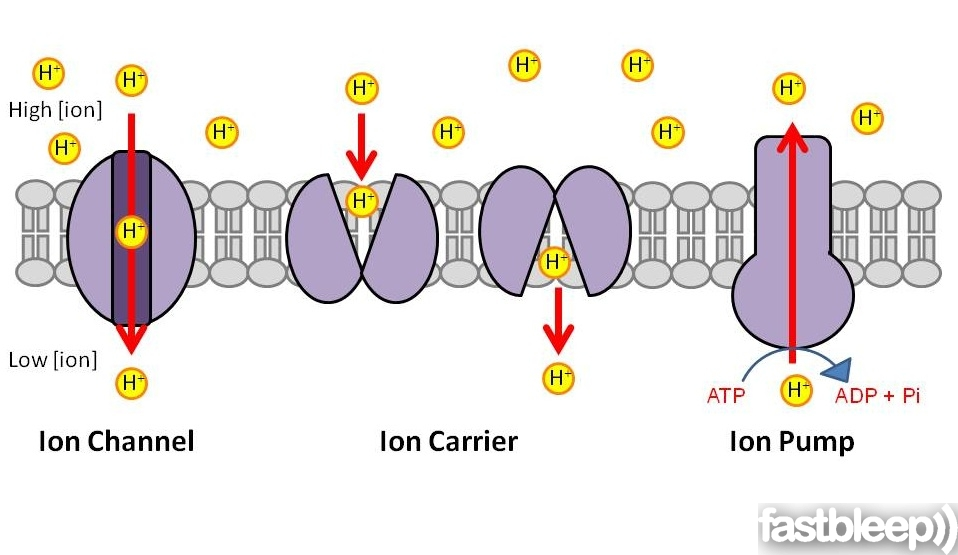 H⁺ H⁺ H⁺ H⁺ H⁺
High [ion] H⁺
H⁺ H⁺ H⁺ H⁺
H⁺
H⁺
H⁺
H⁺
Low [ion]
H⁺ H⁺
ATP H⁺ ADP + Pi
Ion Channel Ion Carrier Ion Pump
fastbleep))